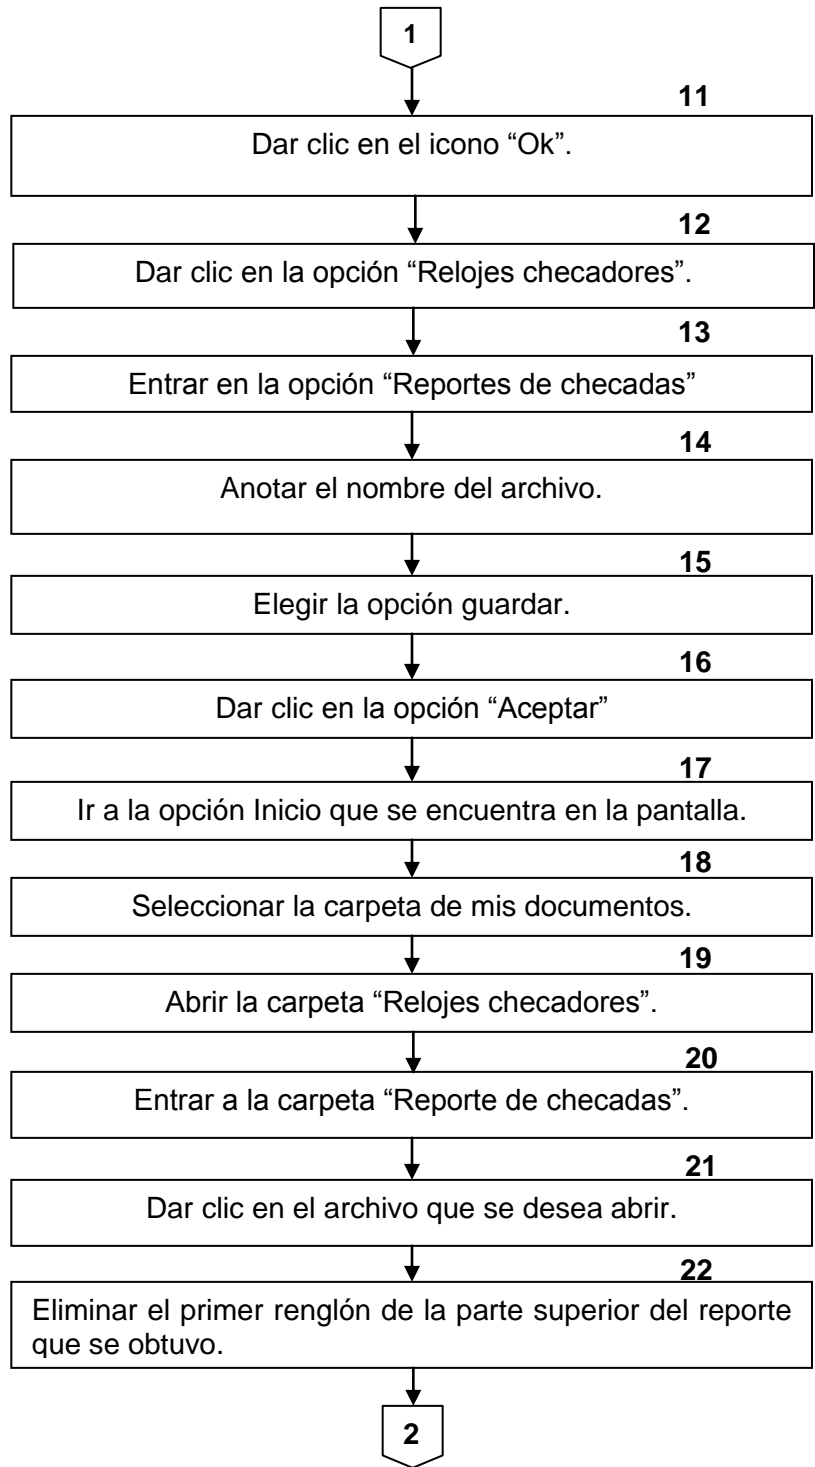 1
11
Dar clic en el icono “Ok”.
12
Dar clic en la opción “Relojes checadores”.
13
Entrar en la opción “Reportes de checadas”
14
Anotar el nombre del archivo.
15
Elegir la opción guardar.
16
Dar clic en la opción “Aceptar”
17
Ir a la opción Inicio que se encuentra en la pantalla.
18
Seleccionar la carpeta de mis documentos.
19
Abrir la carpeta “Relojes checadores”.
20
Entrar a la carpeta “Reporte de checadas”.
21
Dar clic en el archivo que se desea abrir.
22
Eliminar el primer renglón de la parte superior del reporte
que se obtuvo.
2